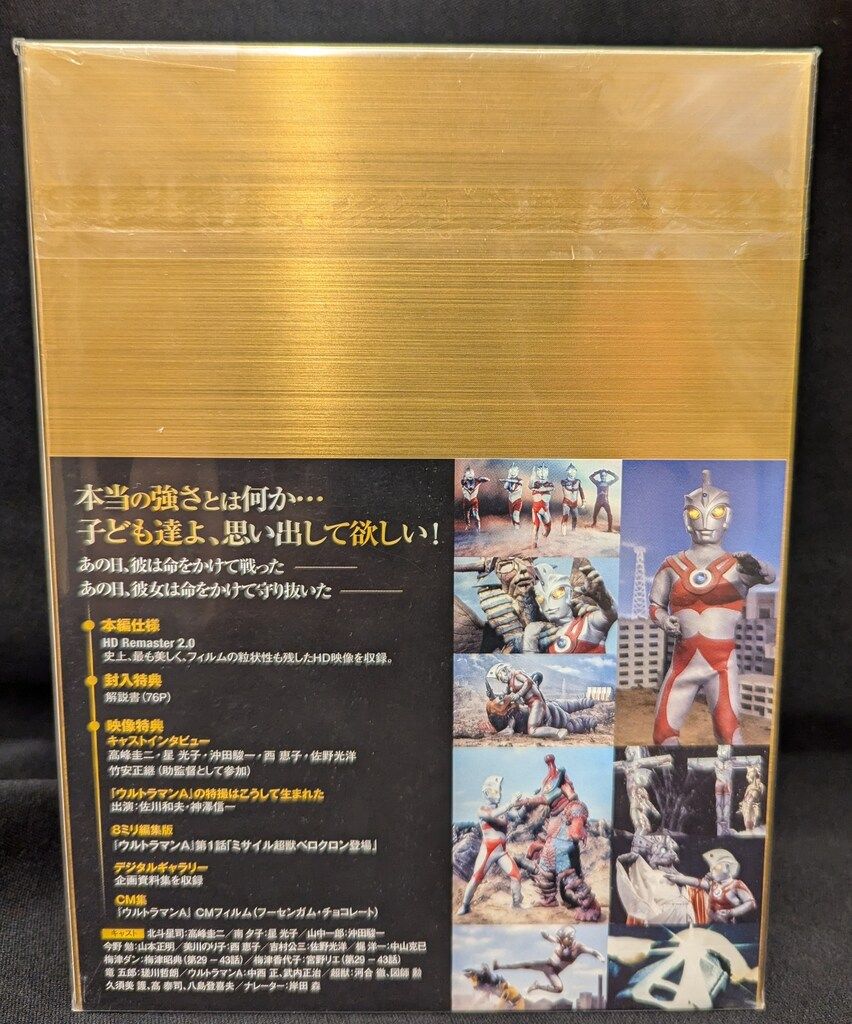 本当の強さとは何か…
子ども達よ、思い出して欲しい!
あの日、彼は命をかけて戦った
あの日、彼女は命をかけて守り抜いた
本編仕様
HD Remaster 2.0
史上、最も美しく、フィルムの粒状性も残したHD映像を収録。
封入特典
解説書(76P)
映像特典
キャストインタビュー
高峰圭二・星 光子・沖田駿一・西 恵子・佐野光洋
竹安正継(助監督として参加)
『ウルトラマンA』の特撮はこうして生まれた
出演:佐川和夫・神澤信一
8ミリ編集版
『ウルトラマンA』第1話「ミサイル超獣ベロクロン登場」
デジタルギャラリー
企画資料集を収録
CM集
『ウルトラマンA』CMフィルム(フーセンガム・チョコレート)
キャスト 北斗星司:高峰圭二/南 夕子:星 光子/山中一郎:沖田駿一
今野 勉:山本正明/美川のり子:西 恵子/吉村公三:佐野光洋/梶 洋一:中山克己
梅津ダン:梅津昭典(第29-43話)/梅津香代子:宮野リエ(第29-43話)
竜 五郎:瑳川哲朗/ウルトラマンA:中西 正、武内正治/超獣:河合 徹、図師 勲
久須美 護、高 泰司、八島登喜夫/ナレーター:岸田 森